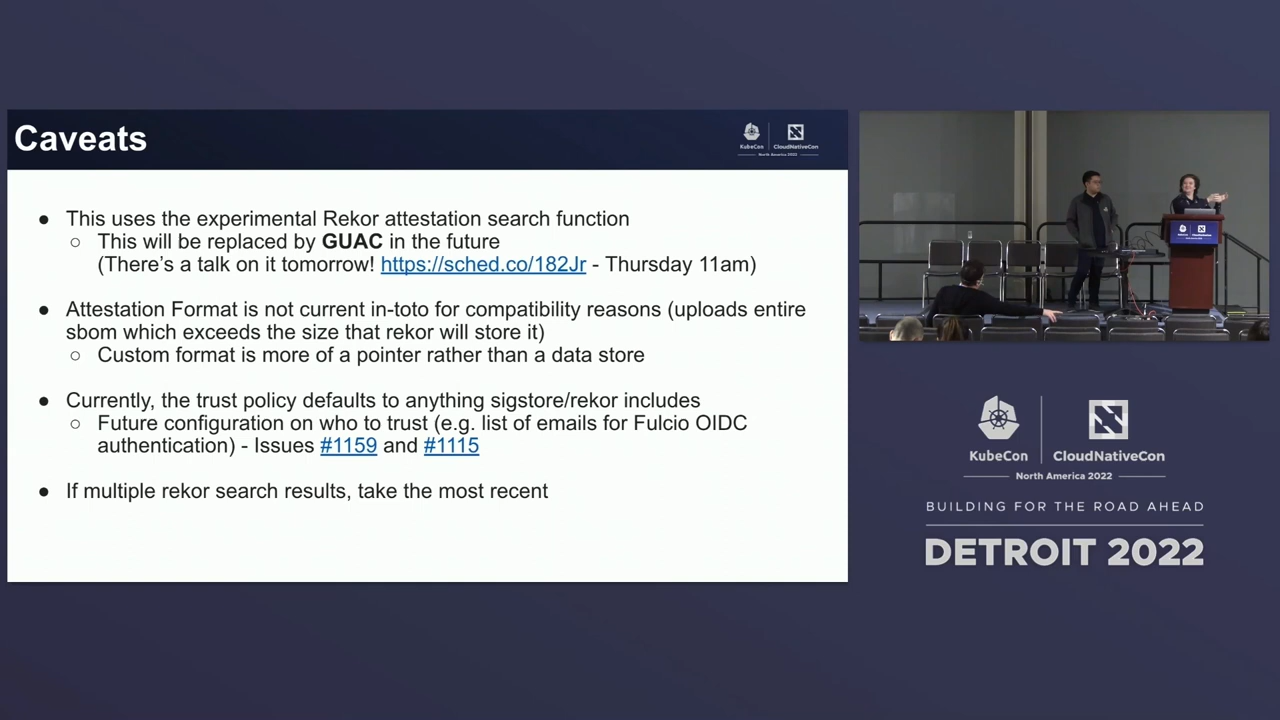 Caveats
KubeCon
CloudNativeCon
North America 2022
● This uses the experimental Rekor attestation search function
○ This will be replaced by GUAC in the future
(There's a talk on it tomorrow! https://sched.co/182Jr - Thursday 11am)
● Attestation Format is not current in-toto for compatibility reasons (uploads entire
sbom which exceeds the size that rekor will store it)
○ Custom format is more of a pointer rather than a data store
● Currently, the trust policy defaults to anything sigstore/rekor includes
○ Future configuration on who to trust (e.g. list of emails for Fulcio OIDC
authentication) - Issues #1159 and #1115
● If multiple rekor search results, take the most recent
KubeCon
CloudNativeCon
North America 2022
BUILDING FOR THE ROAD AHEAD
DETROIT 2022